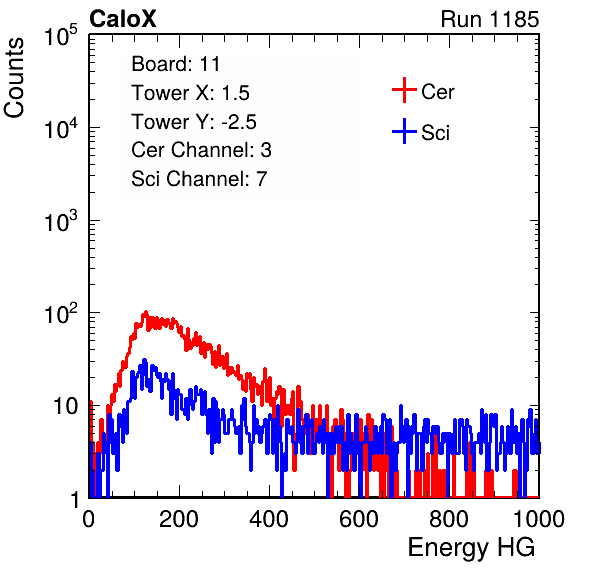 CaloX Run 1185
10^5
Counts
Board: 11
Tower X: 1.5
Tower Y: -2.5
Cer Channel: 3
Sci Channel: 7
Cer
Sci
10^4
10^3
10^2
10
1
0 200 400 600 800 1000
Energy HG